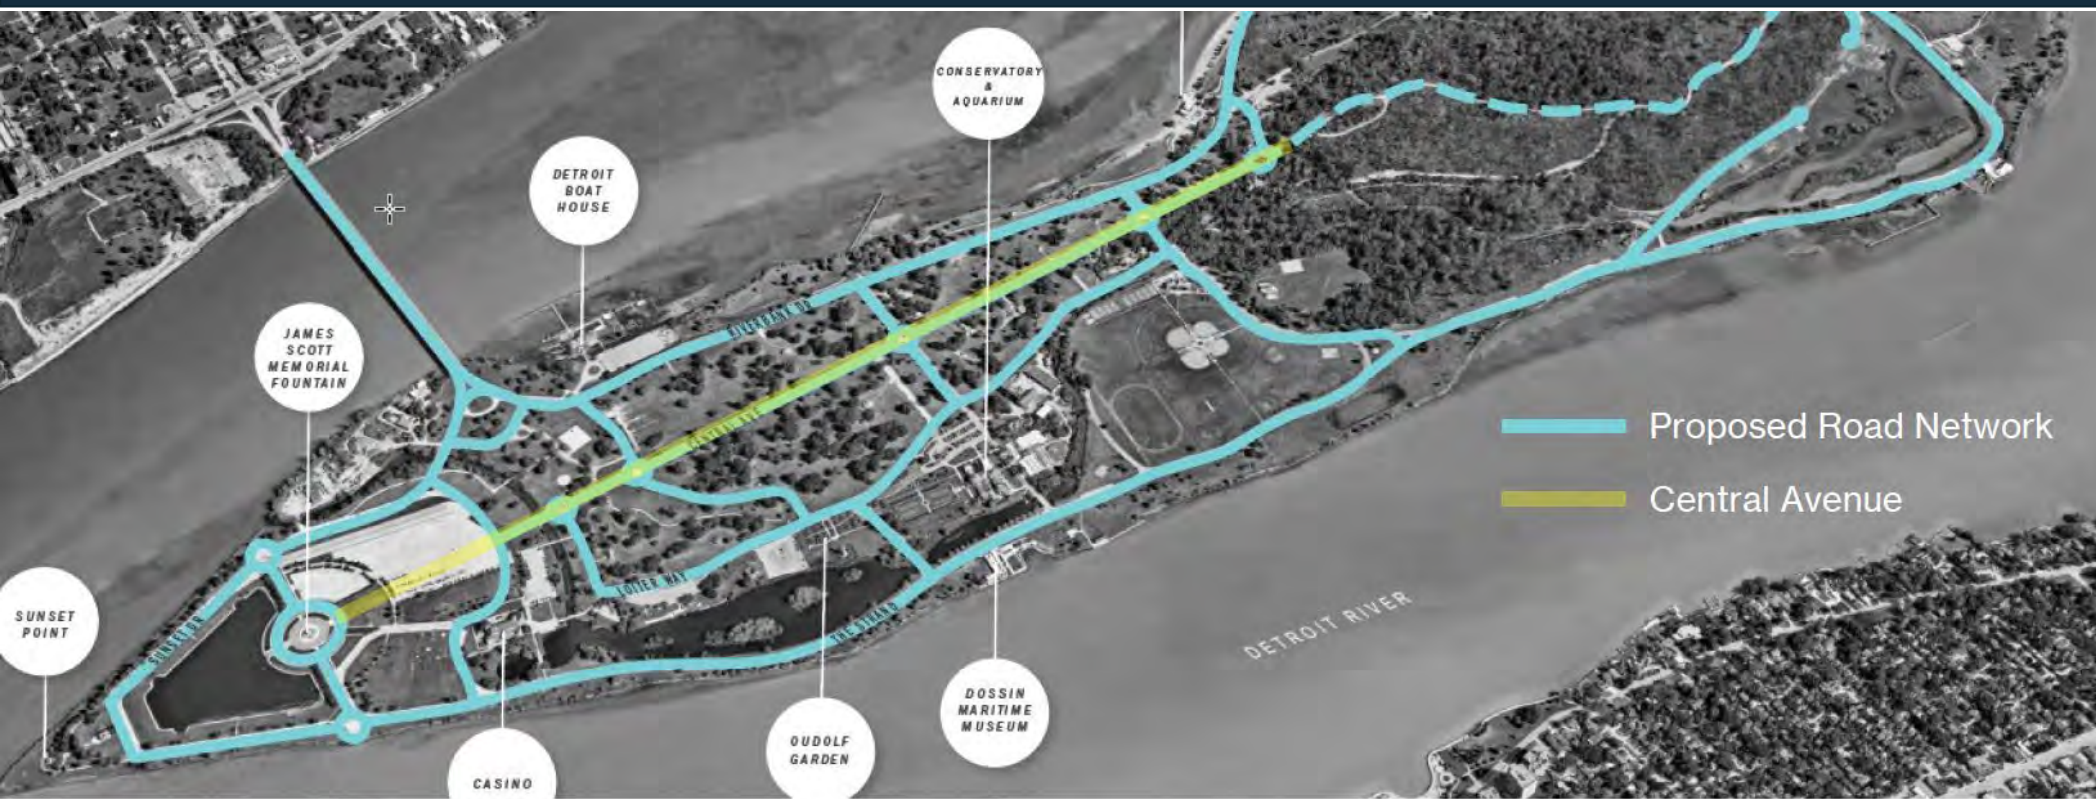 CONSERVATORY
&
AQUARIUM
DETROIT
BOAT
HOUSE
JAMES
SCOTT
MEMORIAL
FOUNTAIN
RIVERBANK DR
CENTRAL AVE
Proposed Road Network
Central Avenue
SUNSET
POINT
SUNSET DR
LOITER WAY
THE STRAND
DETROIT RIVER
DOSSIN
MARITIME
MUSEUM
OUDOLF
GARDEN
CASINO